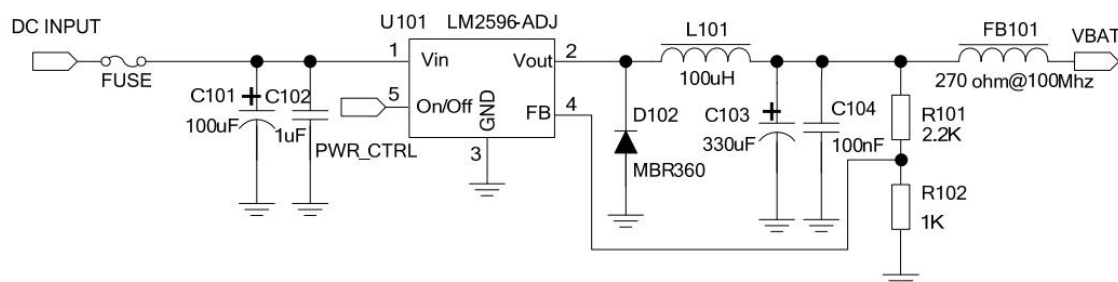 DC INPUT
FUSE
C101
100uF
C102
1uF
U101 LM2596-ADJ
1
Vin
Vout
2
5
On/Off
GND
FB
4
3
PWR_CTRL
D102
MBR360
L101
100uH
C103
330uF
C104
100nF
FB101
270 ohm@100Mhz
VBAT
R101
2.2K
R102
1K